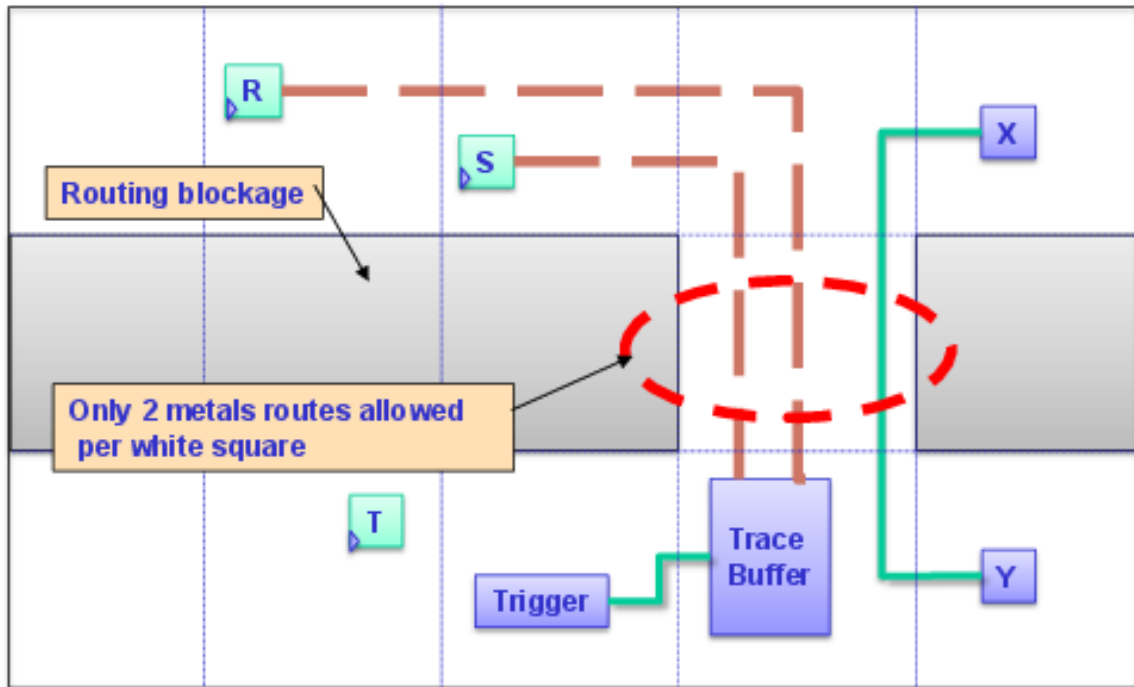 R
S
X
Routing blockage
Only 2 metals routes allowed
per white square
T
Trace
Buffer
Trigger
Y